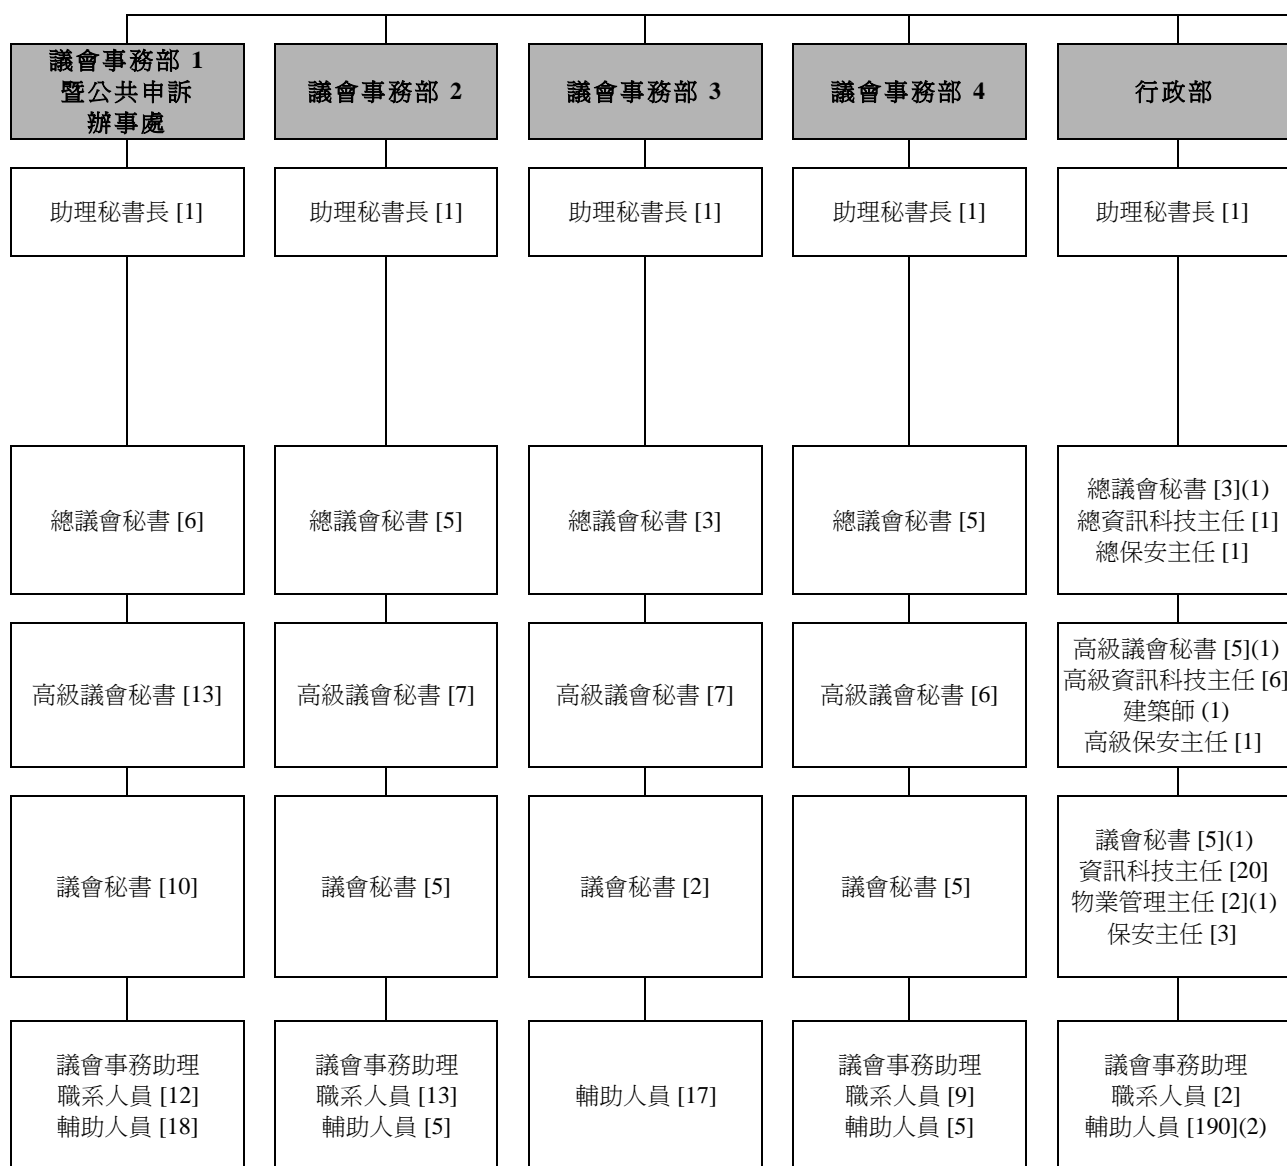 議會事務部 1
暨公共申訴
辦事處
議會事務部 2
議會事務部 3
議會事務部 4
行政部
助理秘書長 [1]
助理秘書長 [1]
助理秘書長 [1]
助理秘書長 [1]
助理秘書長 [1]
總議會秘書 [6]
總議會秘書 [5]
總議會秘書 [3]
總議會秘書 [5]
總議會秘書 [3](1)
總資訊科技主任 [1]
總保安主任 [1]
高級議會秘書 [13]
高級議會秘書 [7]
高級議會秘書 [7]
高級議會秘書 [6]
高級議會秘書 [5](1)
高級資訊科技主任 [6]
建築師 (1)
高級保安主任 [1]
議會秘書 [10]
議會秘書 [5]
議會秘書 [2]
議會秘書 [5]
議會秘書 [5](1)
資訊科技主任 [20]
物業管理主任 [2](1)
保安主任 [3]
議會事務助理
職系人員 [12]
輔助人員 [18]
議會事務助理
職系人員 [13]
輔助人員 [5]
輔助人員 [17]
議會事務助理
職系人員 [9]
輔助人員 [5]
議會事務助理
職系人員 [2]
輔助人員 [190](2)